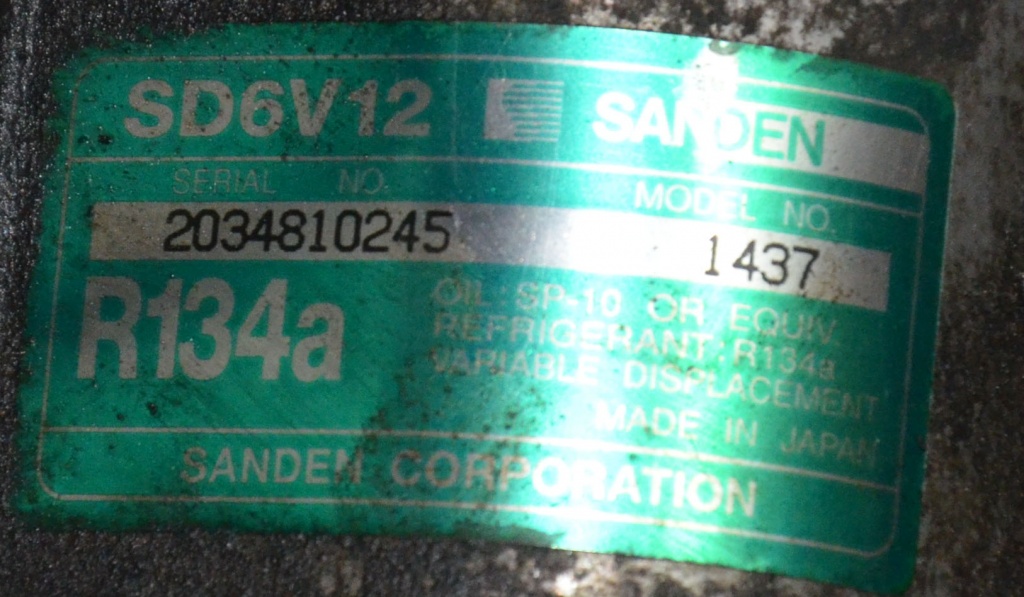 SD6V12 SANDEN
SERIAL NO. MODEL NO.
2034810245 1437
R134a
OIL: SP-10 OR EQUIV.
REFRIGERANT: R134a
VARIABLE DISPLACEMENT
MADE IN JAPAN
SANDEN CORPORATION